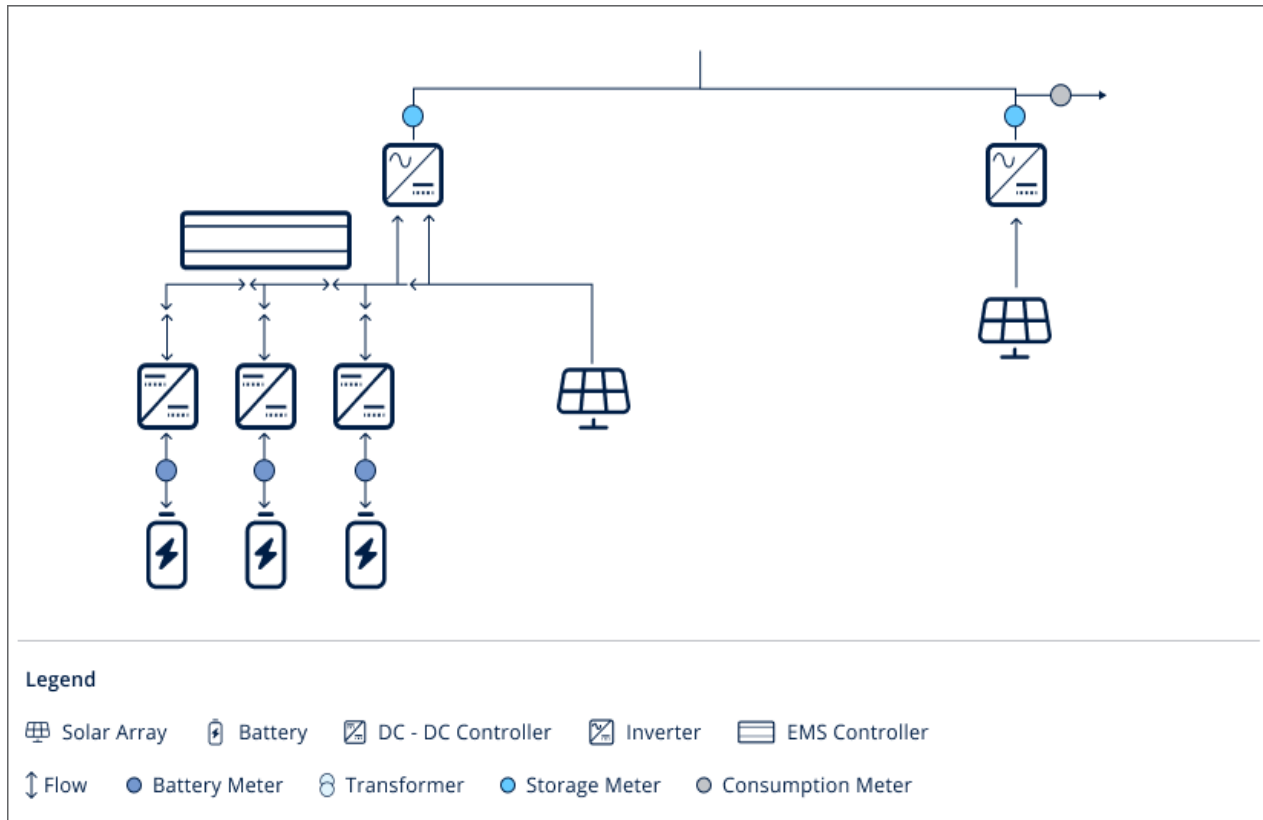 Legend
Solar Array Battery DC - DC Controller Inverter EMS Controller
Flow Battery Meter Transformer Storage Meter Consumption Meter